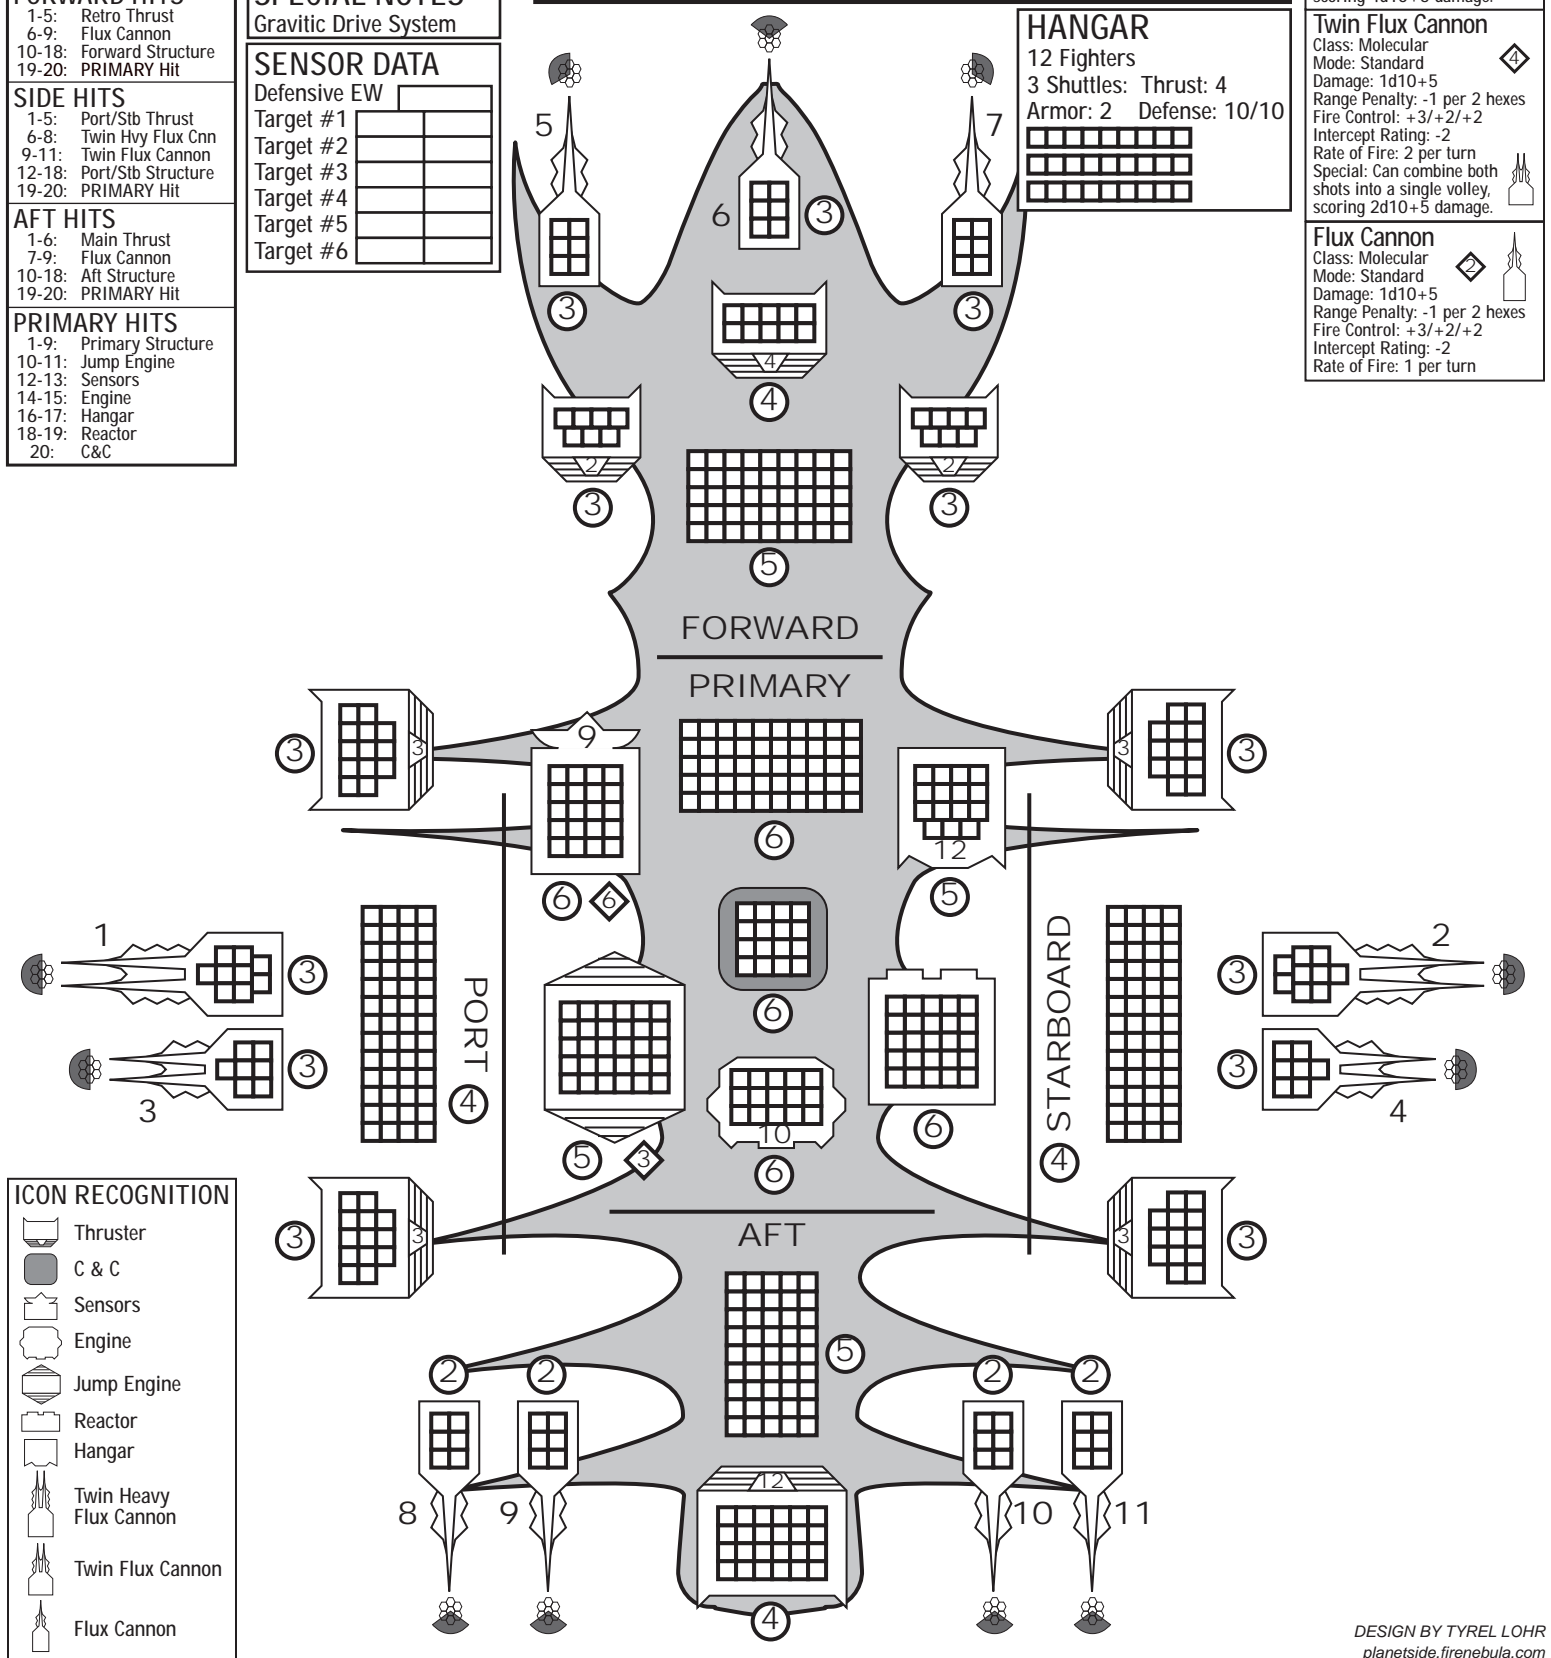 FORWARD HITS
1-5: Retro Thrust
6-9: Flux Cannon
10-18: Forward Structure
19-20: PRIMARY Hit
SIDE HITS
1-5: Port/Stb Thrust
6-8: Twin Hvy Flux Cnn
9-11: Twin Flux Cannon
12-18: Port/Stb Structure
19-20: PRIMARY Hit
AFT HITS
1-6: Main Thrust
7-9: Flux Cannon
10-18: Aft Structure
19-20: PRIMARY Hit
PRIMARY HITS
1-9: Primary Structure
10-11: Jump Engine
12-13: Sensors
14-15: Engine
16-17: Hangar
18-19: Reactor
20: C&C
SPECIAL NOTES
Gravitic Drive System
SENSOR DATA
Defensive EW
Target #1
Target #2
Target #3
Target #4
Target #5
Target #6
HANGAR
12 Fighters
3 Shuttles: Thrust: 4
Armor: 2 Defense: 10/10
Twin Flux Cannon
Class: Molecular
Mode: Standard
4
Damage: 1d10+5
Range Penalty: -1 per 2 hexes
Fire Control: +3/+2/+2
Intercept Rating: -2
Rate of Fire: 2 per turn
Special: Can combine both
shots into a single volley,
scoring 2d10+5 damage.
Flux Cannon
Class: Molecular
Mode: Standard
2
Damage: 1d10+5
Range Penalty: -1 per 2 hexes
Fire Control: +3/+2/+2
Intercept Rating: -2
Rate of Fire: 1 per turn
5
7
6
3
3
3
4
4
2
2
3
3
5
FORWARD
PRIMARY
3
3
9
3
3
6
12
6
6
5
1
2
3
3
PORT
STARBOARD
6
3
3
3
4
4
10
6
5
3
6
4
ICON RECOGNITION
Thruster
C & C
Sensors
Engine
Jump Engine
Reactor
Hangar
Twin Heavy
Flux Cannon
Twin Flux Cannon
Flux Cannon
3
3
3
3
AFT
5
2
2
2
2
12
8
9
10
11
4
DESIGN BY TYREL LOHR
planetside.firenebula.com